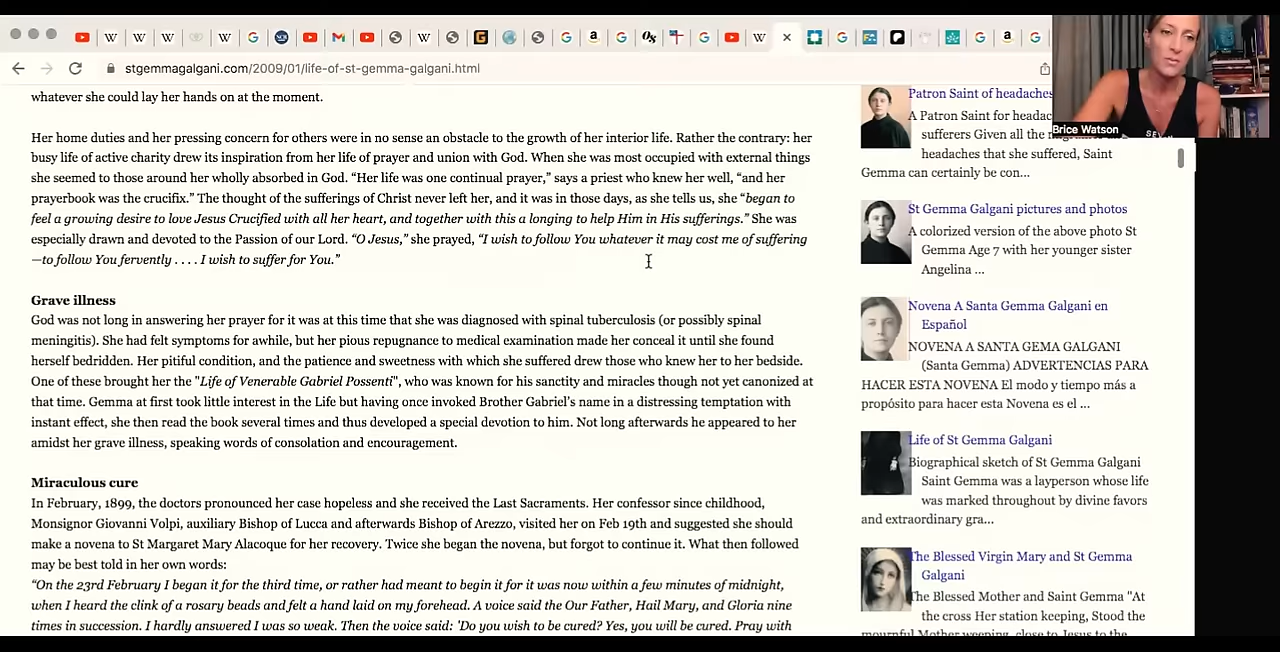 stgemmagalgani.com/2009/01/life-of-st-gemma-galgani.html
Brice Watson
whatever she could lay her hands on at the moment.
Her home duties and her pressing concern for others were in no sense an obstacle to the growth of her interior life. Rather the contrary: her
busy life of active charity drew its inspiration from her life of prayer and union with God. When she was most occupied with external things
she seemed to those around her wholly absorbed in God. “Her life was one continual prayer,” says a priest who knew her well, “and her
prayerbook was the crucifix.” The thought of the sufferings of Christ never left her, and it was in those days, as she tells us, she “began to
feel a growing desire to love Jesus Crucified with all her heart, and together with this a longing to help Him in His sufferings.” She was
especially drawn and devoted to the Passion of our Lord. “O Jesus,” she prayed, “I wish to follow You whatever it may cost me of suffering
—to follow You fervently . . . . I wish to suffer for You.”
Grave illness
God was not long in answering her prayer for it was at this time that she was diagnosed with spinal tuberculosis (or possibly spinal
meningitis). She had felt symptoms for awhile, but her pious repugnance to medical examination made her conceal it until she found
herself bedridden. Her pitiful condition, and the patience and sweetness with which she suffered drew those who knew her to her bedside.
One of these brought her the "Life of Venerable Gabriel Possenti", who was known for his sanctity and miracles though not yet canonized at
that time. Gemma at first took little interest in the Life but having once invoked Brother Gabriel’s name in a distressing temptation with
instant effect, she then read the book several times and thus developed a special devotion to him. Not long afterwards he appeared to her
amidst her grave illness, speaking words of consolation and encouragement.
Miraculous cure
In February, 1899, the doctors pronounced her case hopeless and she received the Last Sacraments. Her confessor since childhood,
Monsignor Giovanni Volpi, auxiliary Bishop of Lucca and afterwards Bishop of Arezzo, visited her on Feb 19th and suggested she should
make a novena to St Margaret Mary Alacoque for her recovery. Twice she began the novena, but forgot to continue it. What then followed
may be best told in her own words:
“On the 23rd February I began it for the third time, or rather had meant to begin it for it was now within a few minutes of midnight,
when I heard the clink of a rosary beads and felt a hand laid on my forehead. A voice said the Our Father, Hail Mary, and Gloria nine
times in succession. I hardly answered I was so weak. Then the voice said: ‘Do you wish to be cured? Yes, you will be cured. Pray with
Patron Saint of headaches
A Patron Saint for headac
sufferers Given all the
headaches that she suffered, Saint
Gemma can certainly be con...
St Gemma Galgani pictures and photos
A colorized version of the above photo St
Gemma Age 7 with her younger sister
Angelina ...
Novena A Santa Gemma Galgani en
Español
NOVENA A SANTA GEMA GALGANI
(Santa Gemma) ADVERTENCIAS PARA
HACER ESTA NOVENA El modo y tiempo más a
propósito para hacer esta Novena es el ...
Life of St Gemma Galgani
Biographical sketch of St Gemma Galgani
Saint Gemma was a layperson whose life
was marked throughout by divine favors
and extraordinary gra...
The Blessed Virgin Mary and St Gemma
Galgani
The Blessed Mother and Saint Gemma "At
the cross Her station keeping, Stood the
mournful Mother weeping, close to Jesus to the